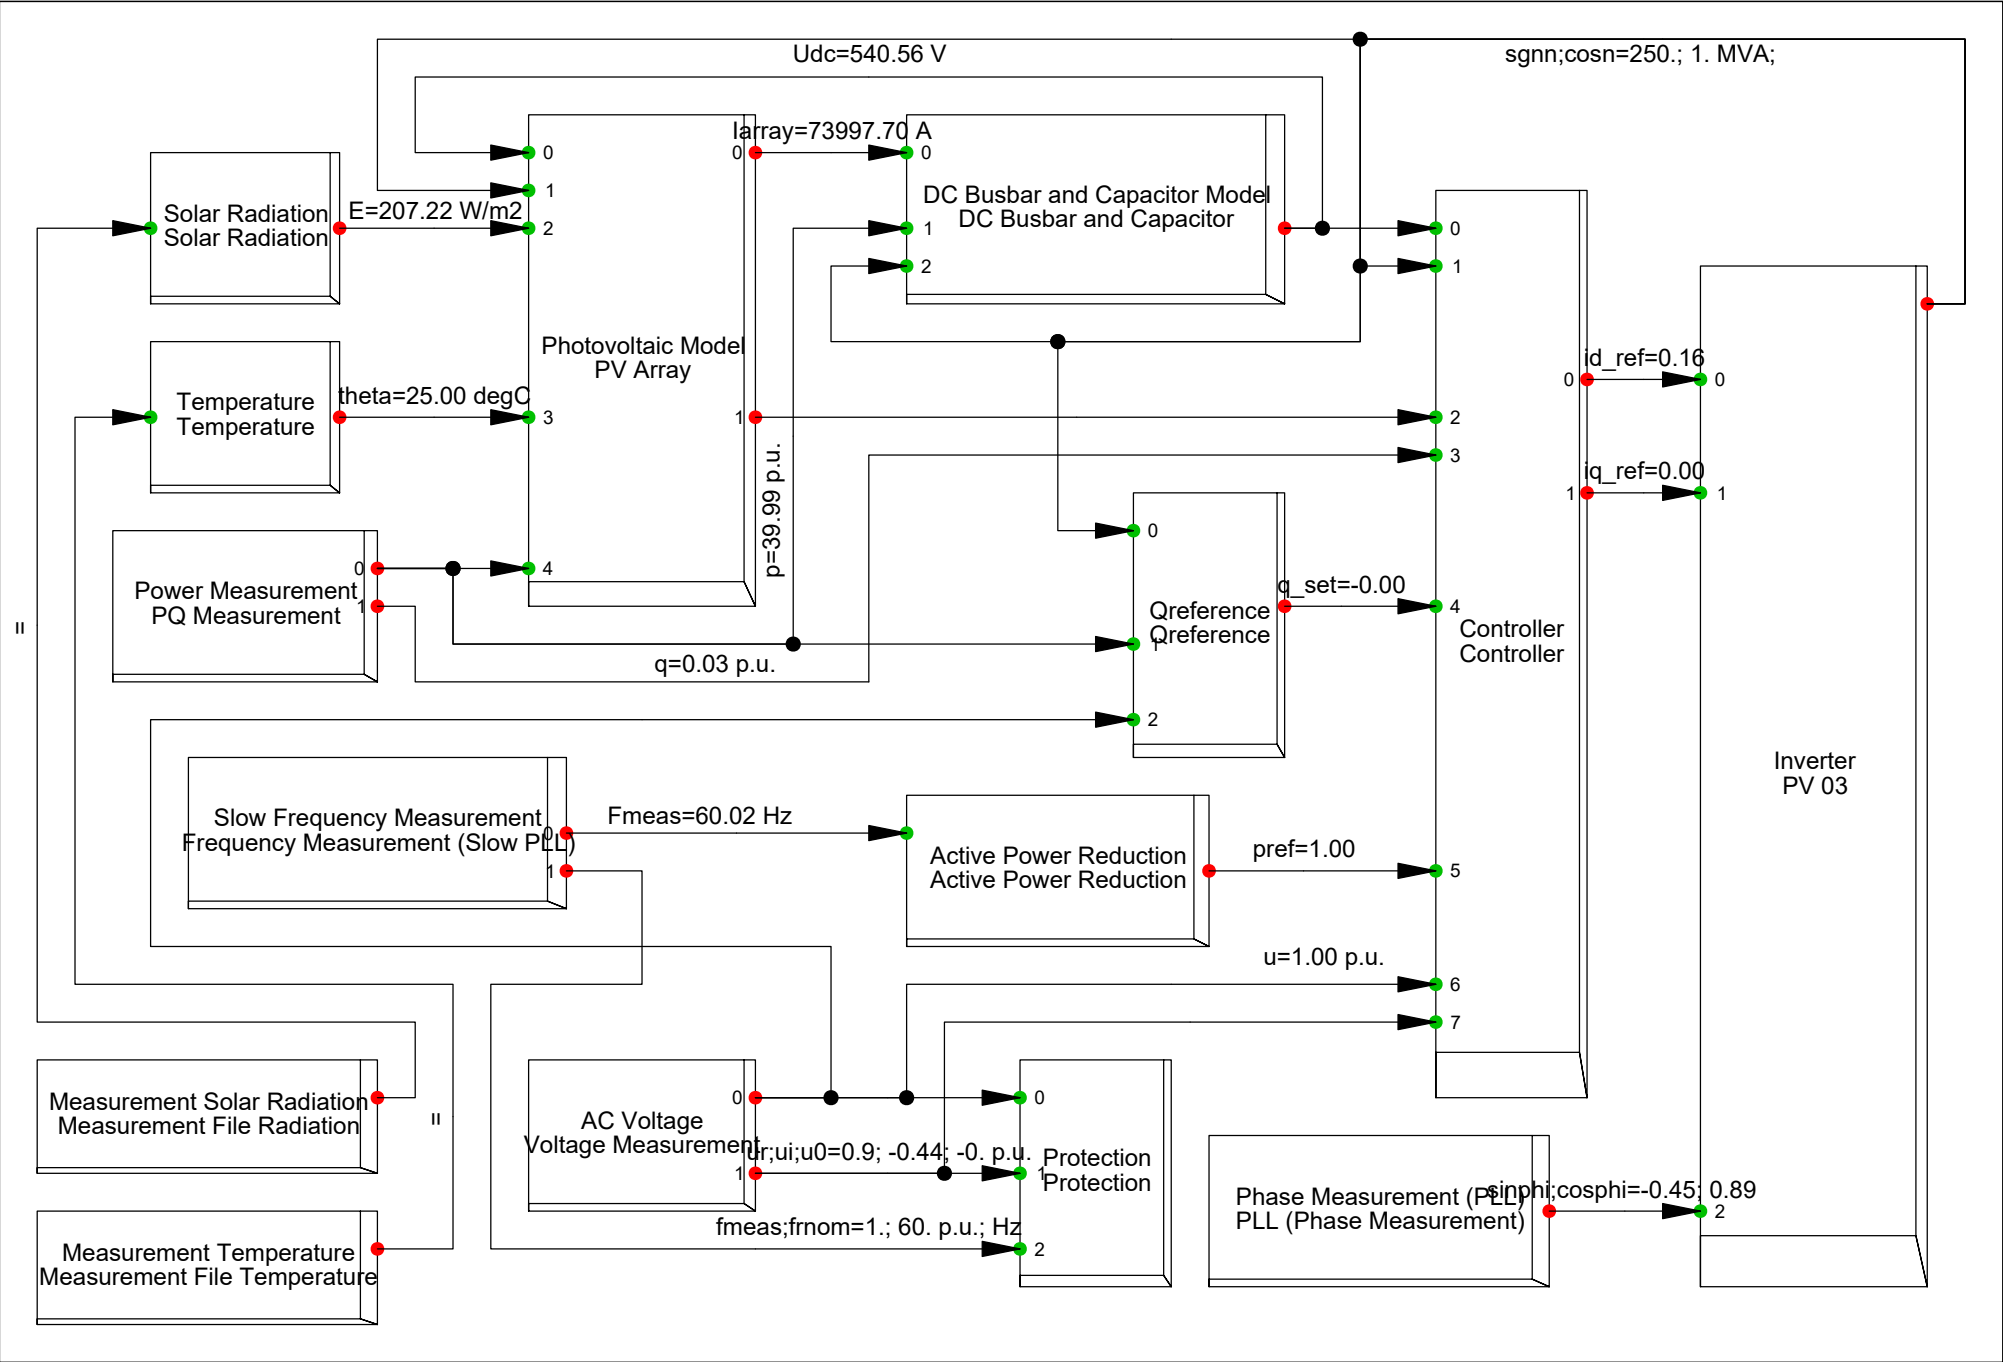 Udc=540.56 V
sgnn;cosn=250.; 1. MVA;
Iarray=73997.70 A
0
1
2
3
4
0
1
Solar Radiation
Solar Radiation
E=207.22 W/m2
Photovoltaic Model
PV Array
0
1
2
DC Busbar and Capacitor Model
DC Busbar and Capacitor
Temperature
Temperature
theta=25.00 degC
p=39.99 p.u.
0
1
Power Measurement
PQ Measurement
q=0.03 p.u.
0
1
2
Qreference
Qreference
q_set=-0.00
0
1
2
3
4
5
6
7
0
1
Controller
Controller
id_ref=0.16
iq_ref=0.00
0
1
2
Inverter
PV 03
Slow Frequency Measurement
Frequency Measurement (Slow PLL)
0
1
Fmeas=60.02 Hz
Active Power Reduction
Active Power Reduction
pref=1.00
u=1.00 p.u.
=
=
Measurement Solar Radiation
Measurement File Radiation
Measurement Temperature
Measurement File Temperature
AC Voltage
Voltage Measurement
0
1
ur;ui;u0=0.9; -0.44; -0. p.u.
fmeas;frnom=1.; 60. p.u.; Hz
0
1
2
Protection
Protection
Phase Measurement (PLL)
PLL (Phase Measurement)
sinphi;cosphi=-0.45; 0.89